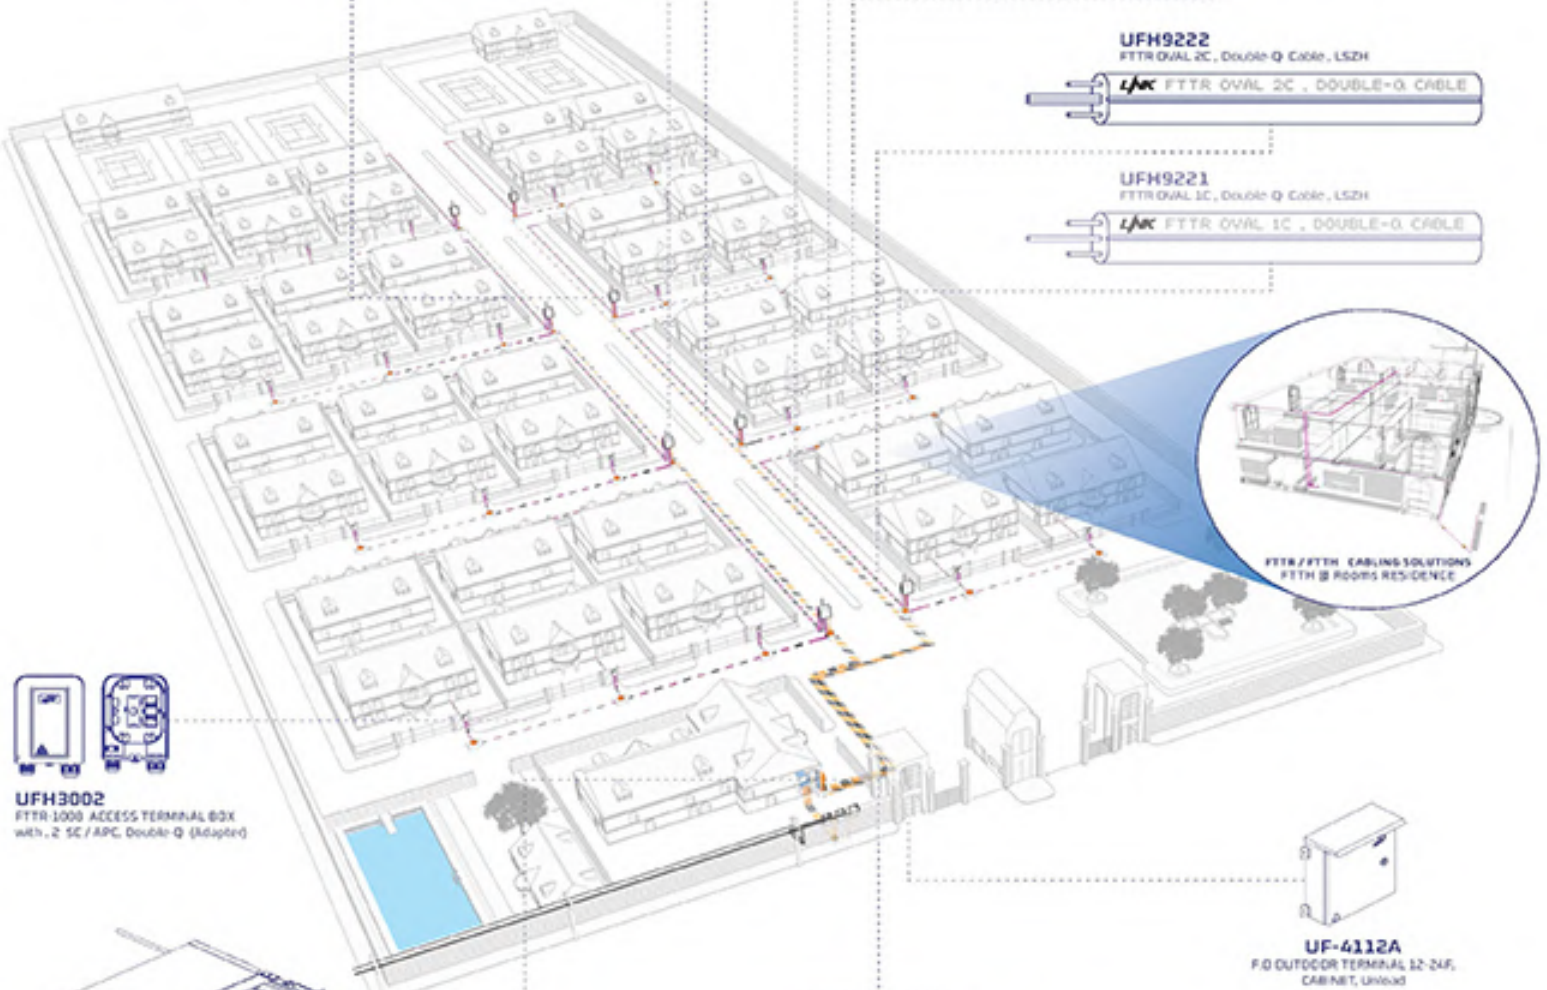 UFH9222
FTTR OVAL 2C , Double-Q Cable , LSZH
LINK FTTR OVAL 2C , DOUBLE-Q CABLE
UFH9221
FTTR OVAL 1C , Double-Q Cable , LSZH
LINK FTTR OVAL 1C , DOUBLE-Q CABLE
FTTR / FTTH CABLING SOLUTIONS
FTTH @ Rooms RESIDENCE
UFH3002
FTTR-1000 ACCESS TERMINAL BOX
with , 2 SC / APC, Double-Q (Adapter)
UF-4112A
F.O OUTDOOR TERMINAL 12-24F,
CABINET, Unload